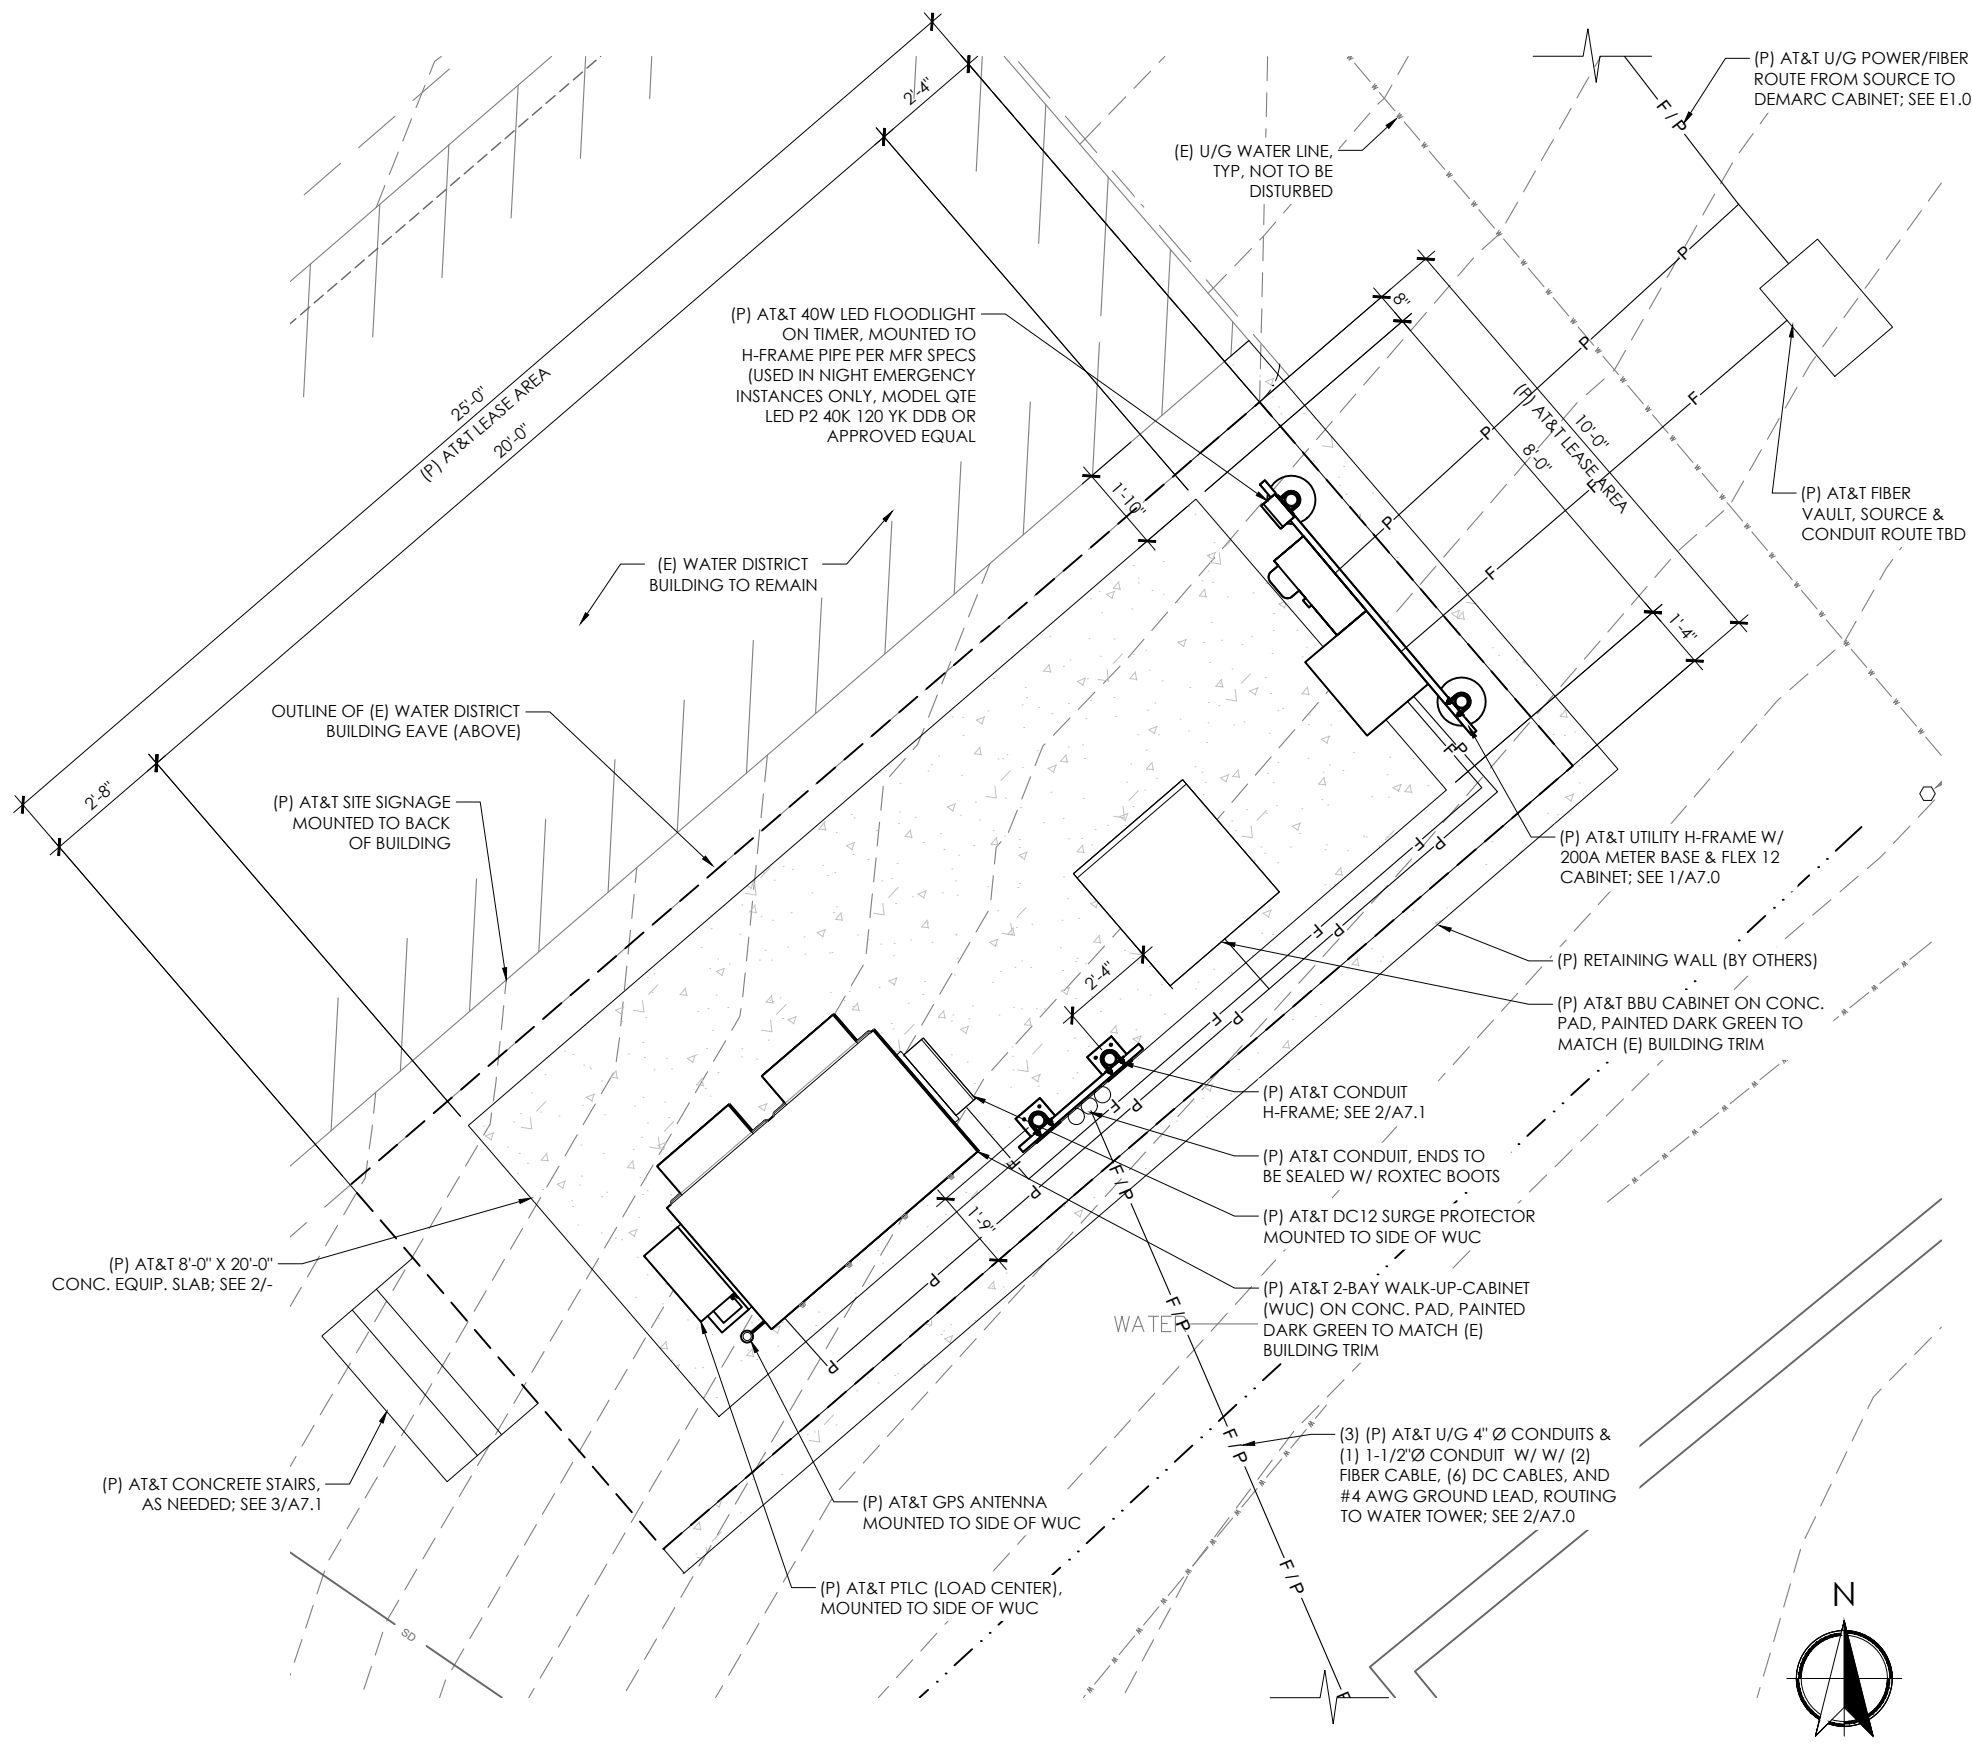 (P) AT&T U/G POWER/FIBER
ROUTE FROM SOURCE TO
DEMARC CABINET; SEE E1.0
2'-4"
F / P
(E) U/G WATER LINE,
TYP, NOT TO BE
DISTURBED
(P) AT&T 40W LED FLOODLIGHT
ON TIMER, MOUNTED TO
H-FRAME PIPE PER MFR SPECS
(USED IN NIGHT EMERGENCY
INSTANCES ONLY, MODEL QTE
LED P2 40K 120 YK DDB OR
APPROVED EQUAL
8"
P
P
P
P
F
F
F
25'-0"
(P) AT&T LEASE AREA
20'-0"
10'-0"
(P) AT&T LEASE AREA
8'-0"
1'-10"
(P) AT&T FIBER
VAULT, SOURCE &
CONDUIT ROUTE TBD
(E) WATER DISTRICT
BUILDING TO REMAIN
1'-4"
OUTLINE OF (E) WATER DISTRICT
BUILDING EAVE (ABOVE)
2'-8"
(P) AT&T SITE SIGNAGE
MOUNTED TO BACK
OF BUILDING
F
P
(P) AT&T UTILITY H-FRAME W/
200A METER BASE & FLEX 12
CABINET; SEE 1/A7.0
F
P
F
P
(P) RETAINING WALL (BY OTHERS)
2'-4"
(P) AT&T BBU CABINET ON CONC.
PAD, PAINTED DARK GREEN TO
MATCH (E) BUILDING TRIM
F
P
(P) AT&T CONDUIT
H-FRAME; SEE 2/A7.1
F
P
(P) AT&T CONDUIT, ENDS TO
BE SEALED W/ ROXTEC BOOTS
F
P
F / P
1'-9"
(P) AT&T DC12 SURGE PROTECTOR
MOUNTED TO SIDE OF WUC
(P) AT&T 8'-0" X 20'-0"
CONC. EQUIP. SLAB; SEE 2/-
P
(P) AT&T 2-BAY WALK-UP-CABINET
(WUC) ON CONC. PAD, PAINTED
DARK GREEN TO MATCH (E)
BUILDING TRIM
WATER
F / P
P
F / P
(3) (P) AT&T U/G 4" Ø CONDUITS &
(1) 1-1/2"Ø CONDUIT W/ W/ (2)
FIBER CABLE, (6) DC CABLES, AND
#4 AWG GROUND LEAD, ROUTING
TO WATER TOWER; SEE 2/A7.0
(P) AT&T CONCRETE STAIRS,
AS NEEDED; SEE 3/A7.1
(P) AT&T GPS ANTENNA
MOUNTED TO SIDE OF WUC
F / P
(P) AT&T PTLC (LOAD CENTER),
MOUNTED TO SIDE OF WUC
SD
N